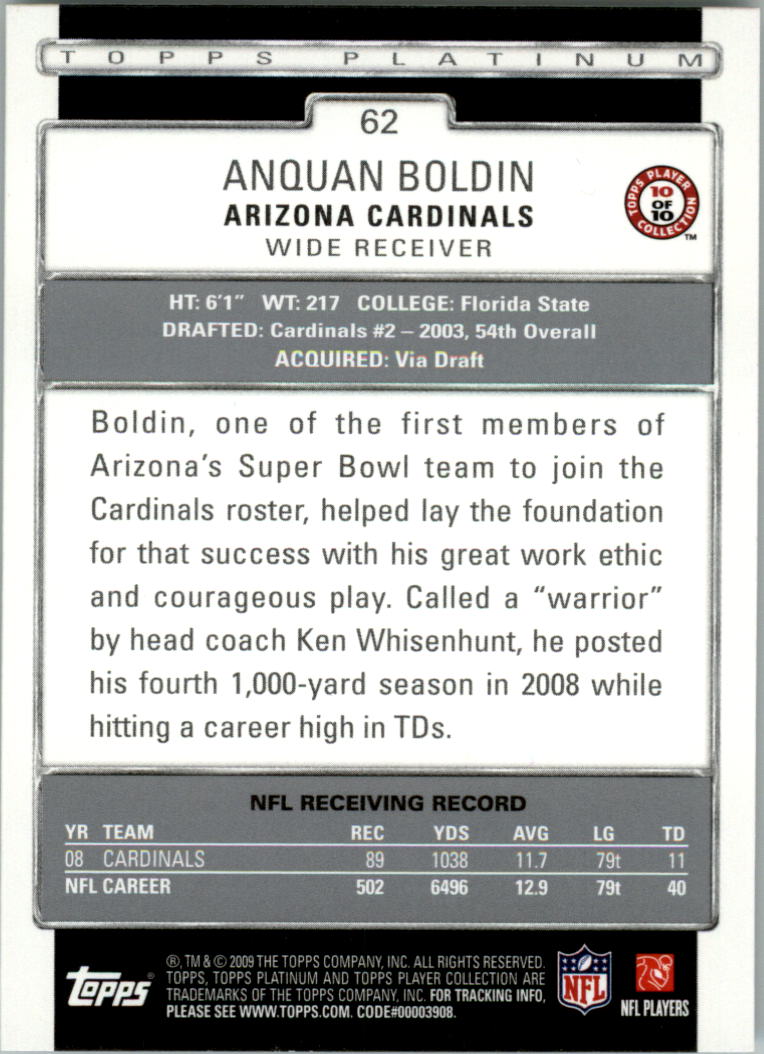 TOPPS PLATINUM
62
ANQUAN BOLDIN
ARIZONA CARDINALS
WIDE RECEIVER
TOPPS PLAYER
10
OF
10
COLLECTION
TM
HT: 6'1" WT: 217 COLLEGE: Florida State
DRAFTED: Cardinals #2 – 2003, 54th Overall
ACQUIRED: Via Draft
Boldin, one of the first members of
Arizona's Super Bowl team to join the
Cardinals roster, helped lay the foundation
for that success with his great work ethic
and courageous play. Called a "warrior"
by head coach Ken Whisenhunt, he posted
his fourth 1,000-yard season in 2008 while
hitting a career high in TDs.
NFL RECEIVING RECORD
YR TEAM REC YDS AVG LG TD
08 CARDINALS 89 1038 11.7 79t 11
NFL CAREER 502 6496 12.9 79t 40
Topps®
®, TM & © 2009 THE TOPPS COMPANY, INC. ALL RIGHTS RESERVED.
TOPPS, TOPPS PLATINUM AND TOPPS PLAYER COLLECTION ARE
TRADEMARKS OF THE TOPPS COMPANY, INC. FOR TRACKING INFO,
PLEASE SEE WWW.TOPPS.COM. CODE#00003908.
NFL
NFL PLAYERS